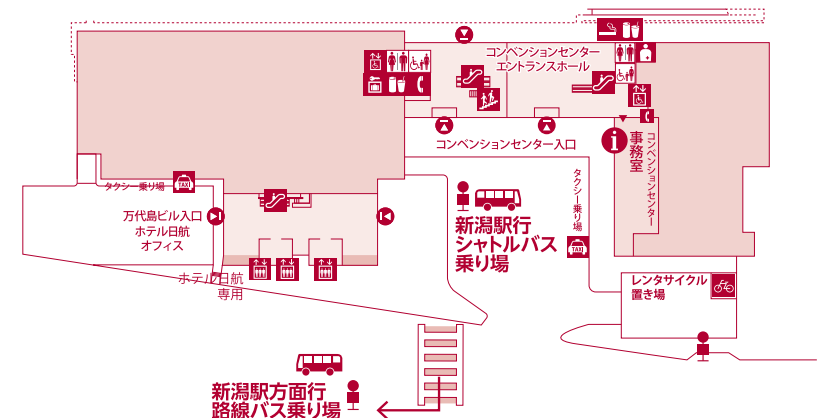 コンベンションセンター
エントランスホール
コンベンションセンター入口
i
事務室
コンベンションセンター
タクシー乗り場
TAXI
万代島ビル入口
ホテル日航
オフィス
ホテル日航
専用
新潟駅行
シャトルバス
乗り場
タクシー乗り場
TAXI
レンタサイクル
置き場
新潟駅方面行
路線バス乗り場